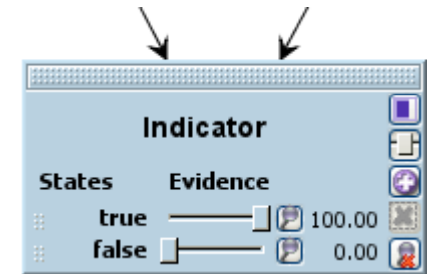 Indicator
States Evidence
true 100.00
false 0.00